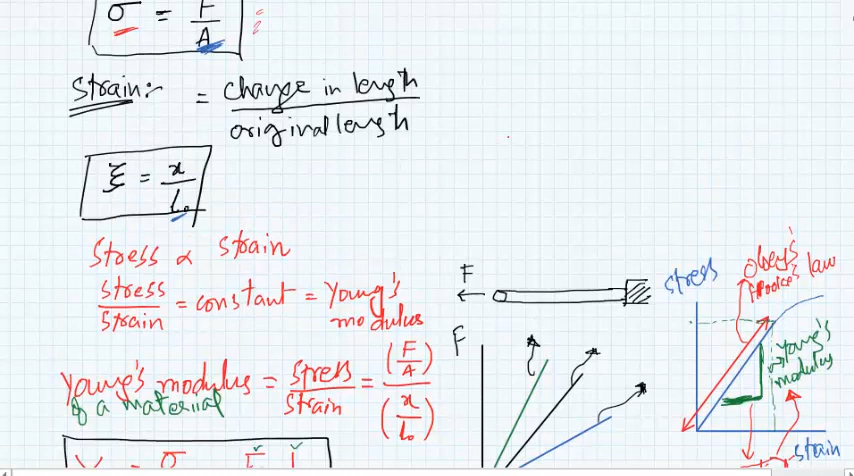 σ = F/A
Strain:- = change in length / original length
ξ = x/L₀
Stress ∝ Strain
stress/strain = constant = Young's modulus
Young's modulus = Stress/Strain = (F/A)/(x/l₀)
of a material
F
F
stress
Obey's
Hooke's law
Young's
modulus
strain